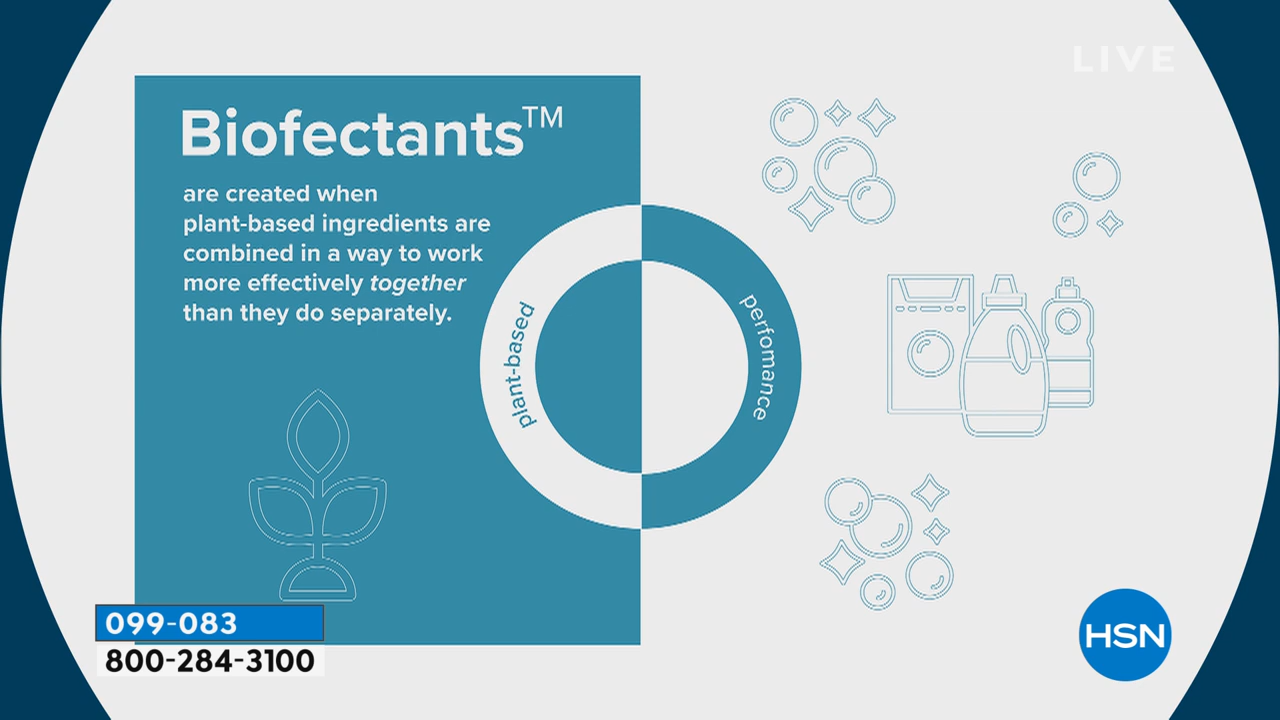 LIVE
Biofectants™
are created when
plant-based ingredients are
combined in a way to work
more effectively together
than they do separately.
plant-based
perfomance
099-083
800-284-3100
HSN